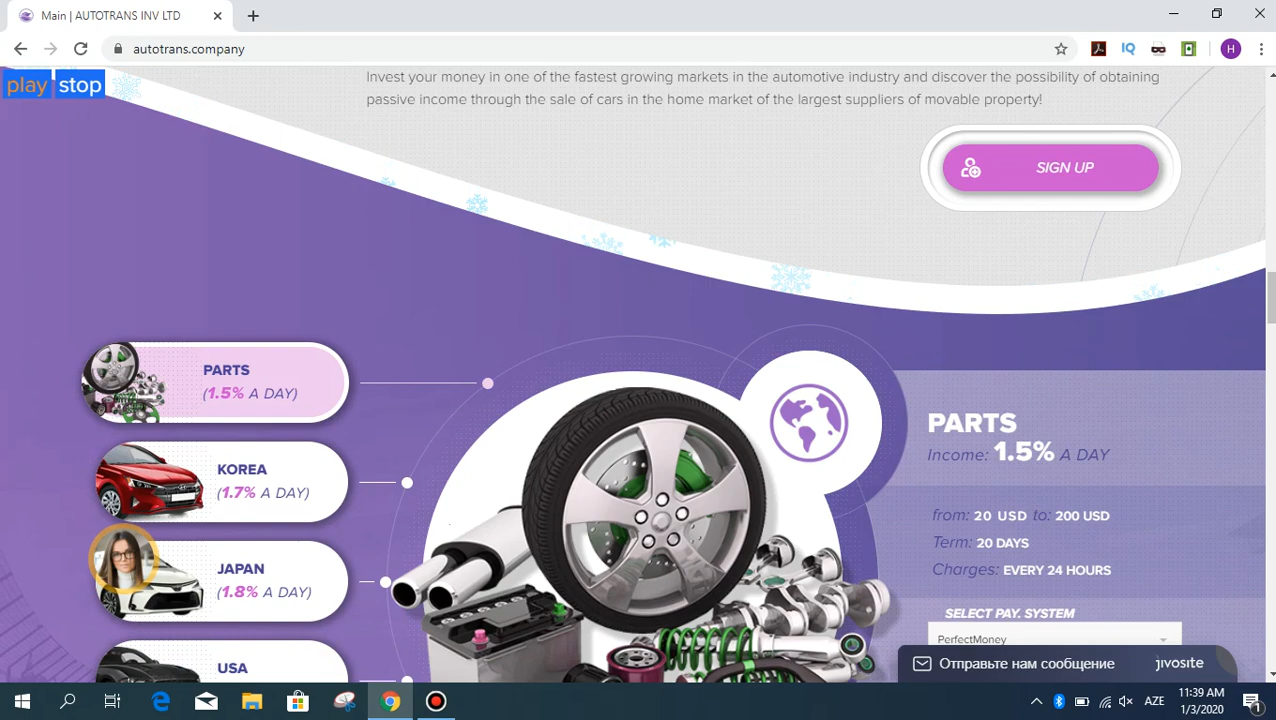 Main | AUTOTRANS INV LTD
autotrans.company
IQ
H
play stop
Invest your money in one of the fastest growing markets in the automotive industry and discover the possibility of obtaining
passive income through the sale of cars in the home market of the largest suppliers of movable property!
SIGN UP
PARTS
(1.5% A DAY)
KOREA
(1.7% A DAY)
JAPAN
(1.8% A DAY)
USA
PARTS
Income: 1.5% A DAY
from: 20 USD to: 200 USD
Term: 20 DAYS
Charges: EVERY 24 HOURS
SELECT PAY. SYSTEM
PerfectMoney
Отправьте нам сообщение jivosite
AZE
11:39 AM
1/3/2020
1